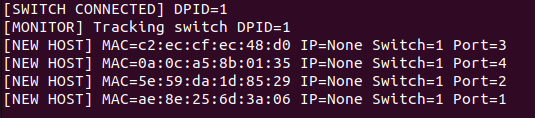 [SWITCH CONNECTED] DPID=1
[MONITOR] Tracking switch DPID=1
[NEW HOST] MAC=c2:ec:cf:ec:48:d0 IP=None Switch=1 Port=3
[NEW HOST] MAC=0a:0c:a5:8b:01:35 IP=None Switch=1 Port=4
[NEW HOST] MAC=5e:59:da:1d:85:29 IP=None Switch=1 Port=2
[NEW HOST] MAC=ae:8e:25:6d:3a:06 IP=None Switch=1 Port=1